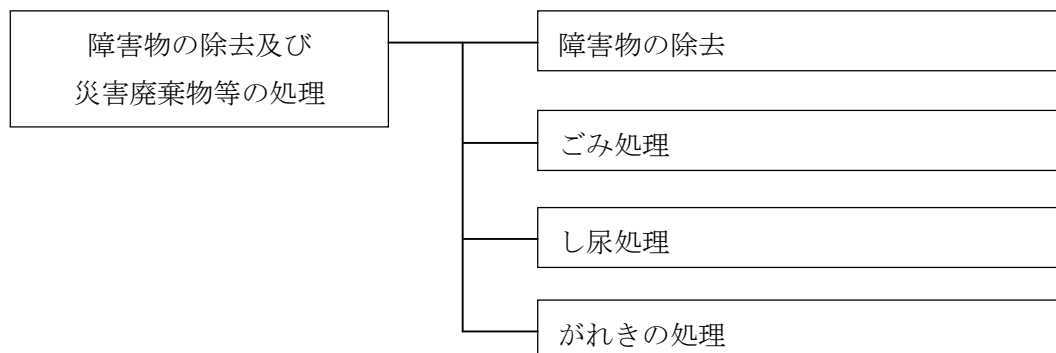 障害物の除去及び
災害廃棄物等の処理
障害物の除去
ごみ処理
し尿処理
がれきの処理